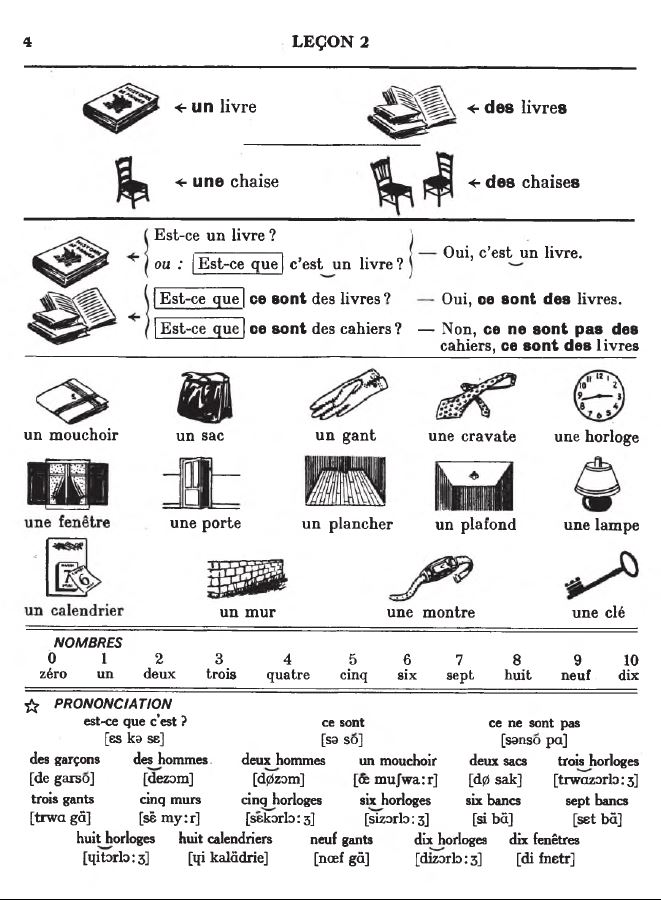 4
LEÇON 2
← un livre
← des livres
← une chaise
← des chaises
Est-ce un livre ?
ou : Est-ce que c'est un livre ?
— Oui, c'est un livre.
Est-ce que ce sont des livres ? — Oui, ce sont des livres.
Est-ce que ce sont des cahiers ? — Non, ce ne sont pas des
cahiers, ce sont des livres
un mouchoir un sac un gant une cravate une horloge
une fenêtre une porte un plancher un plafond une lampe
un calendrier un mur une montre une clé
NOMBRES
0 1 2 3 4 5 6 7 8 9 10
zéro un deux trois quatre cinq six sept huit neuf dix
☆ PRONONCIATION
est-ce que c'est ? ce sont ce ne sont pas
[ɛs kə sɛ] [sə sɔ̃] [sənsɔ̃ pɑ]
des garçons des hommes deux hommes un mouchoir deux sacs trois horloges
[de garsɔ̃] [dezɔm] [døzɔm] [œ̃ muʃwa:r] [dø sak] [trwɑzɔrlɔ:ʒ]
trois gants cinq murs cinq horloges six horloges six bancs sept bancs
[trwɑ gɑ̃] [sɛ̃ my:r] [sɛ̃kɔrlɔ:ʒ] [sizɔrlɔ:ʒ] [si bɑ̃] [sɛt bɑ̃]
huit horloges huit calendriers neuf gants dix horloges dix fenêtres
[ɥitɔrlɔ:ʒ] [ɥi kalɑ̃drie] [nœf gɑ̃] [dizɔrlɔ:ʒ] [di fnɛtr]